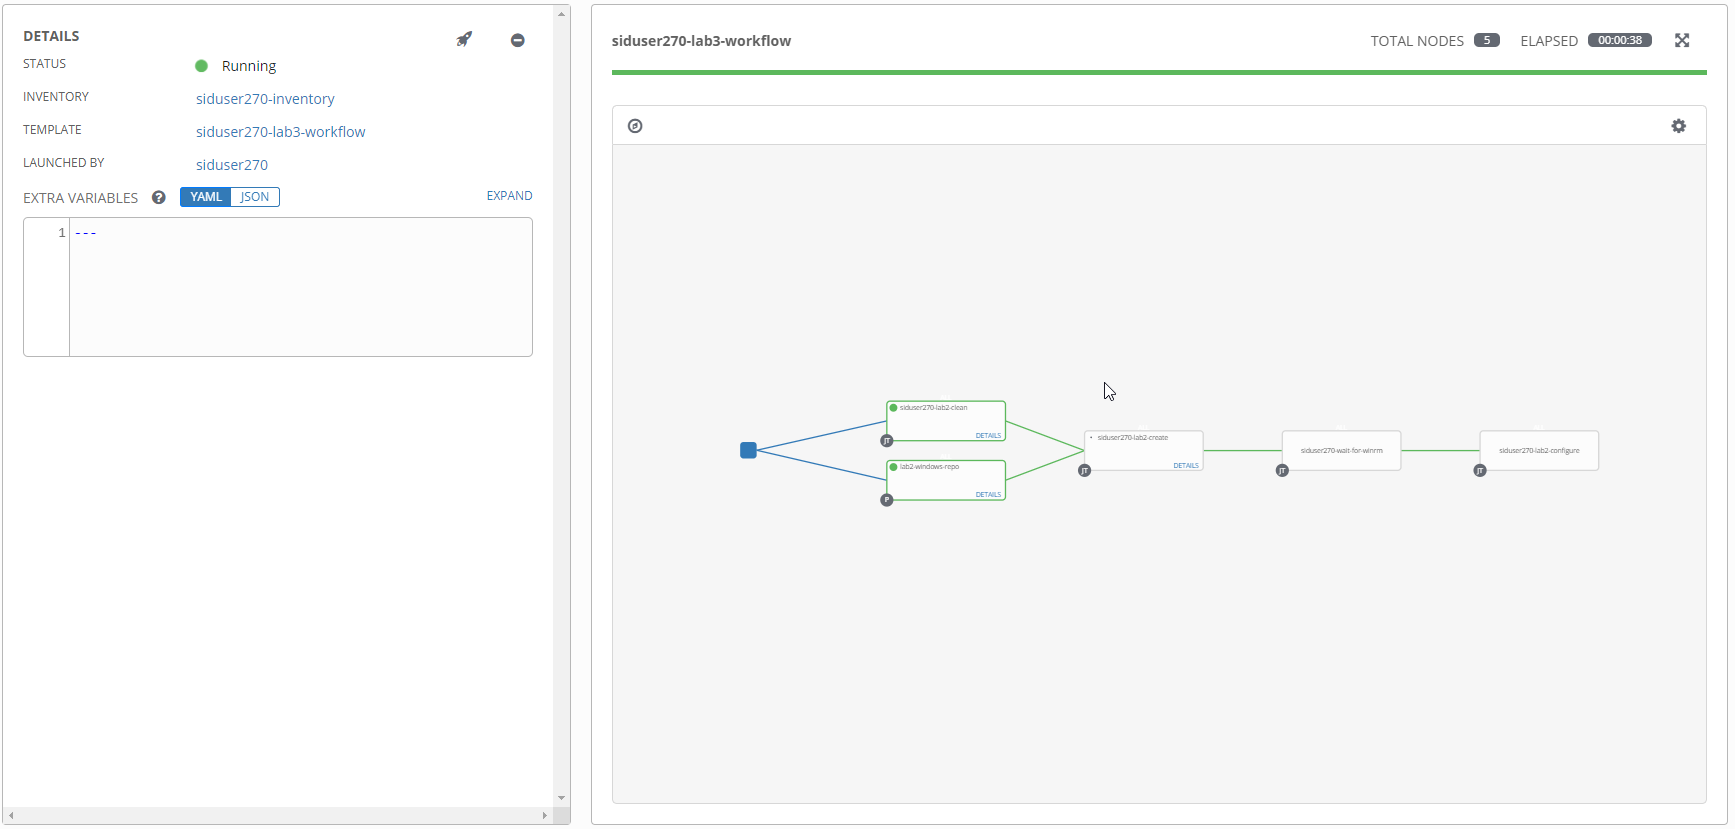 DETAILS
STATUS Running
INVENTORY siduser270-inventory
TEMPLATE siduser270-lab3-workflow
LAUNCHED BY siduser270
EXTRA VARIABLES ? YAML JSON EXPAND
1 ---
siduser270-lab3-workflow TOTAL NODES 5 ELAPSED 00:00:38
siduser270-lab2-clean
DETAILS
JT
lab2-windows-repo
DETAILS
P
siduser270-lab2-create
DETAILS
JT
siduser270-wait-for-winrm
JT
siduser270-lab2-configure
JT